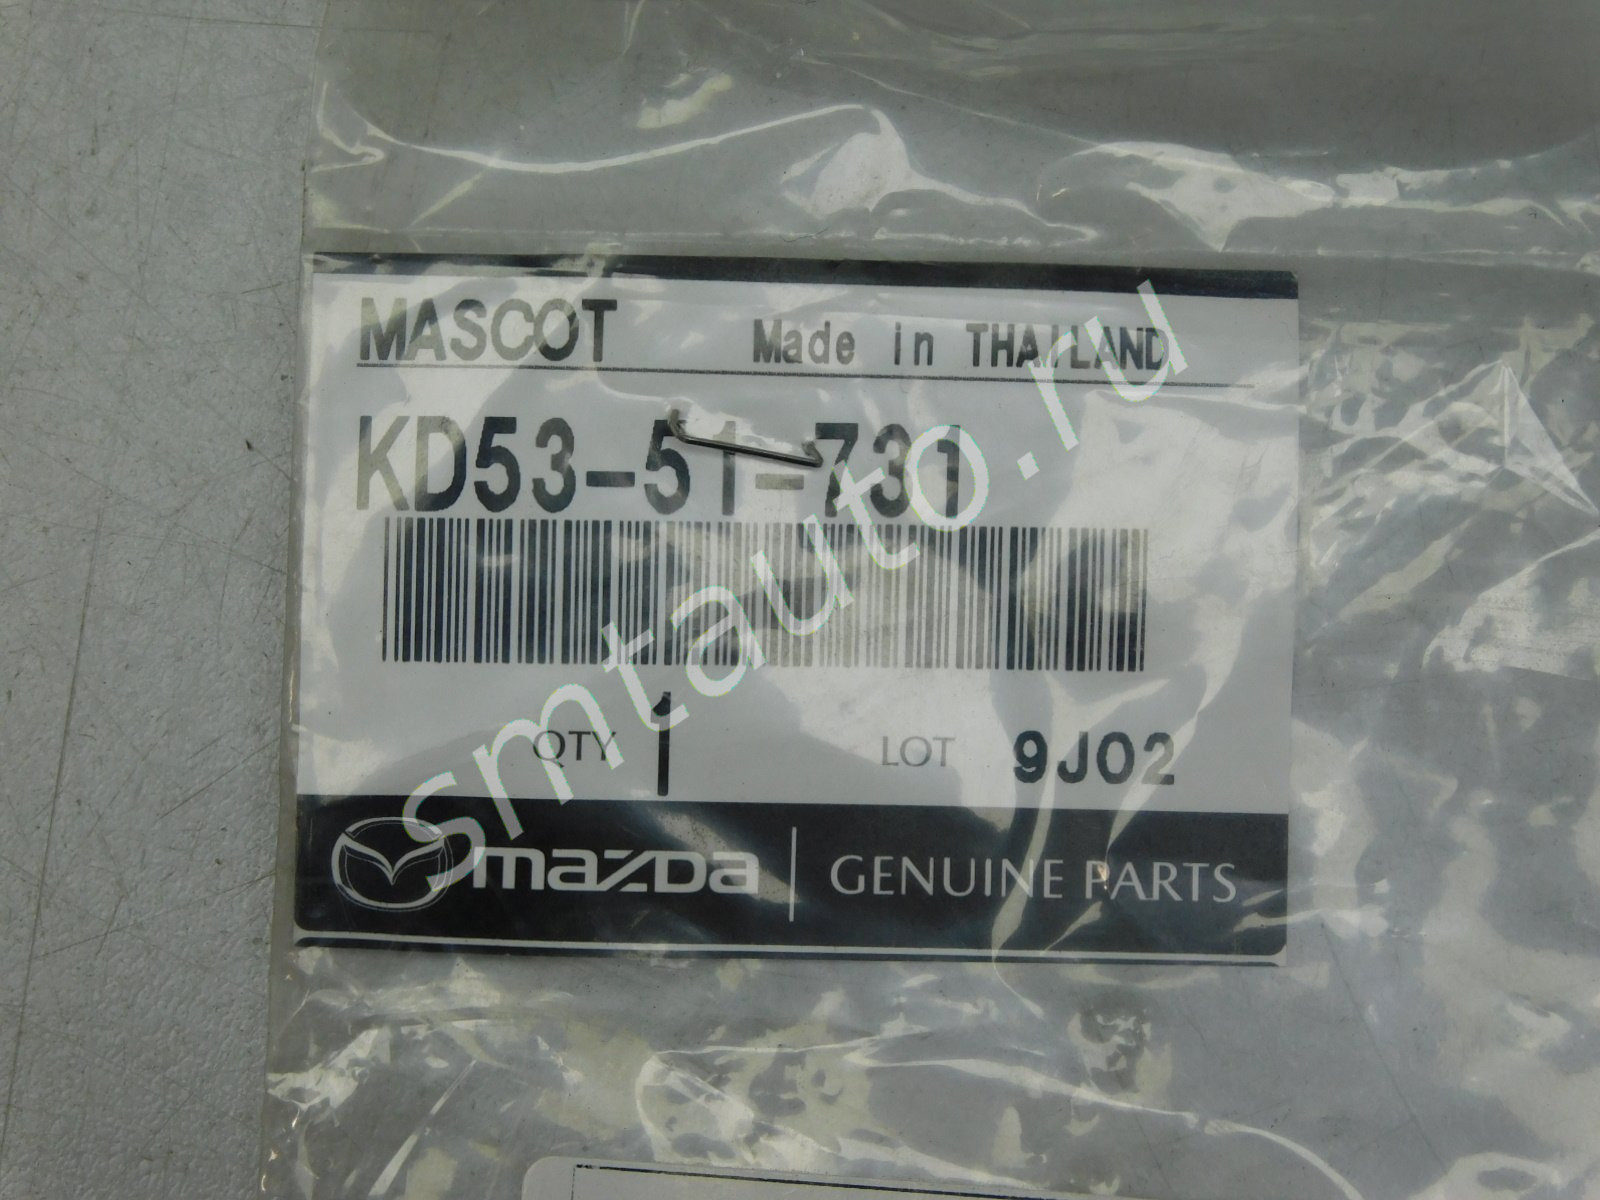 MASCOT Made in THAILAND
KD53-51-731
QTY 1 LOT 9J02
mazda GENUINE PARTS
smtauto.ru